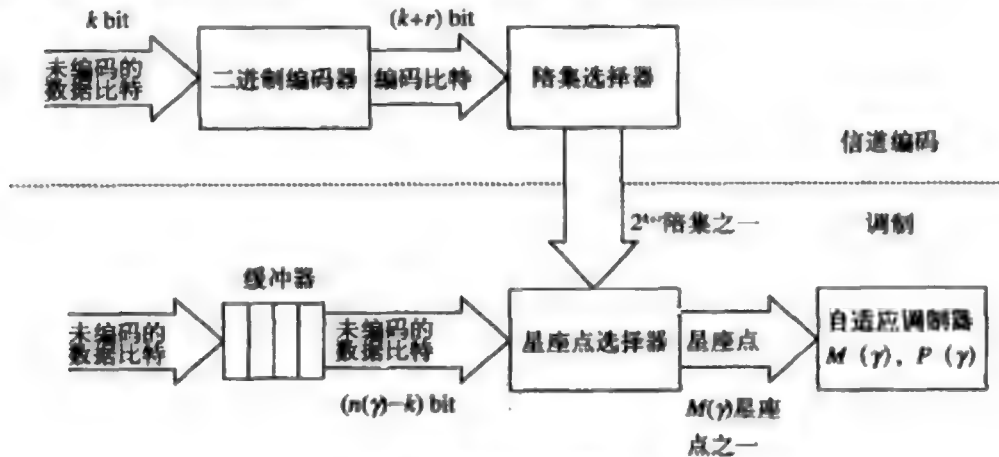 k bit
(k+r) bit
未编码的
数据比特
二进制编码器
编码比特
陪集选择器
信道编码
2ᵏ⁺ʳ陪集之一
调制
缓冲器
未编码的
数据比特
未编码的
数据比特
(n(γ)−k) bit
星座点选择器
星座点
M(γ)星座
点之一
自适应调制器
M (γ), P (γ)